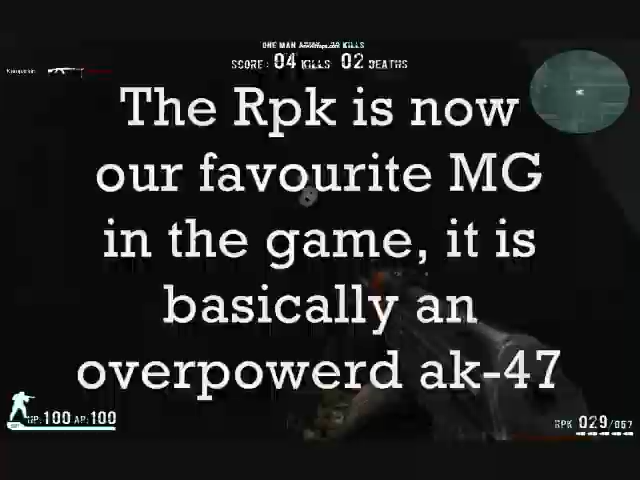 ONE MAN KILLS
SCORE: 04 KILLS 02 DEATHS
The Rpk is now
our favourite MG
in the game, it is
basically an
overpowerd ak-47
HP:100 AP:100
RPK 029/057